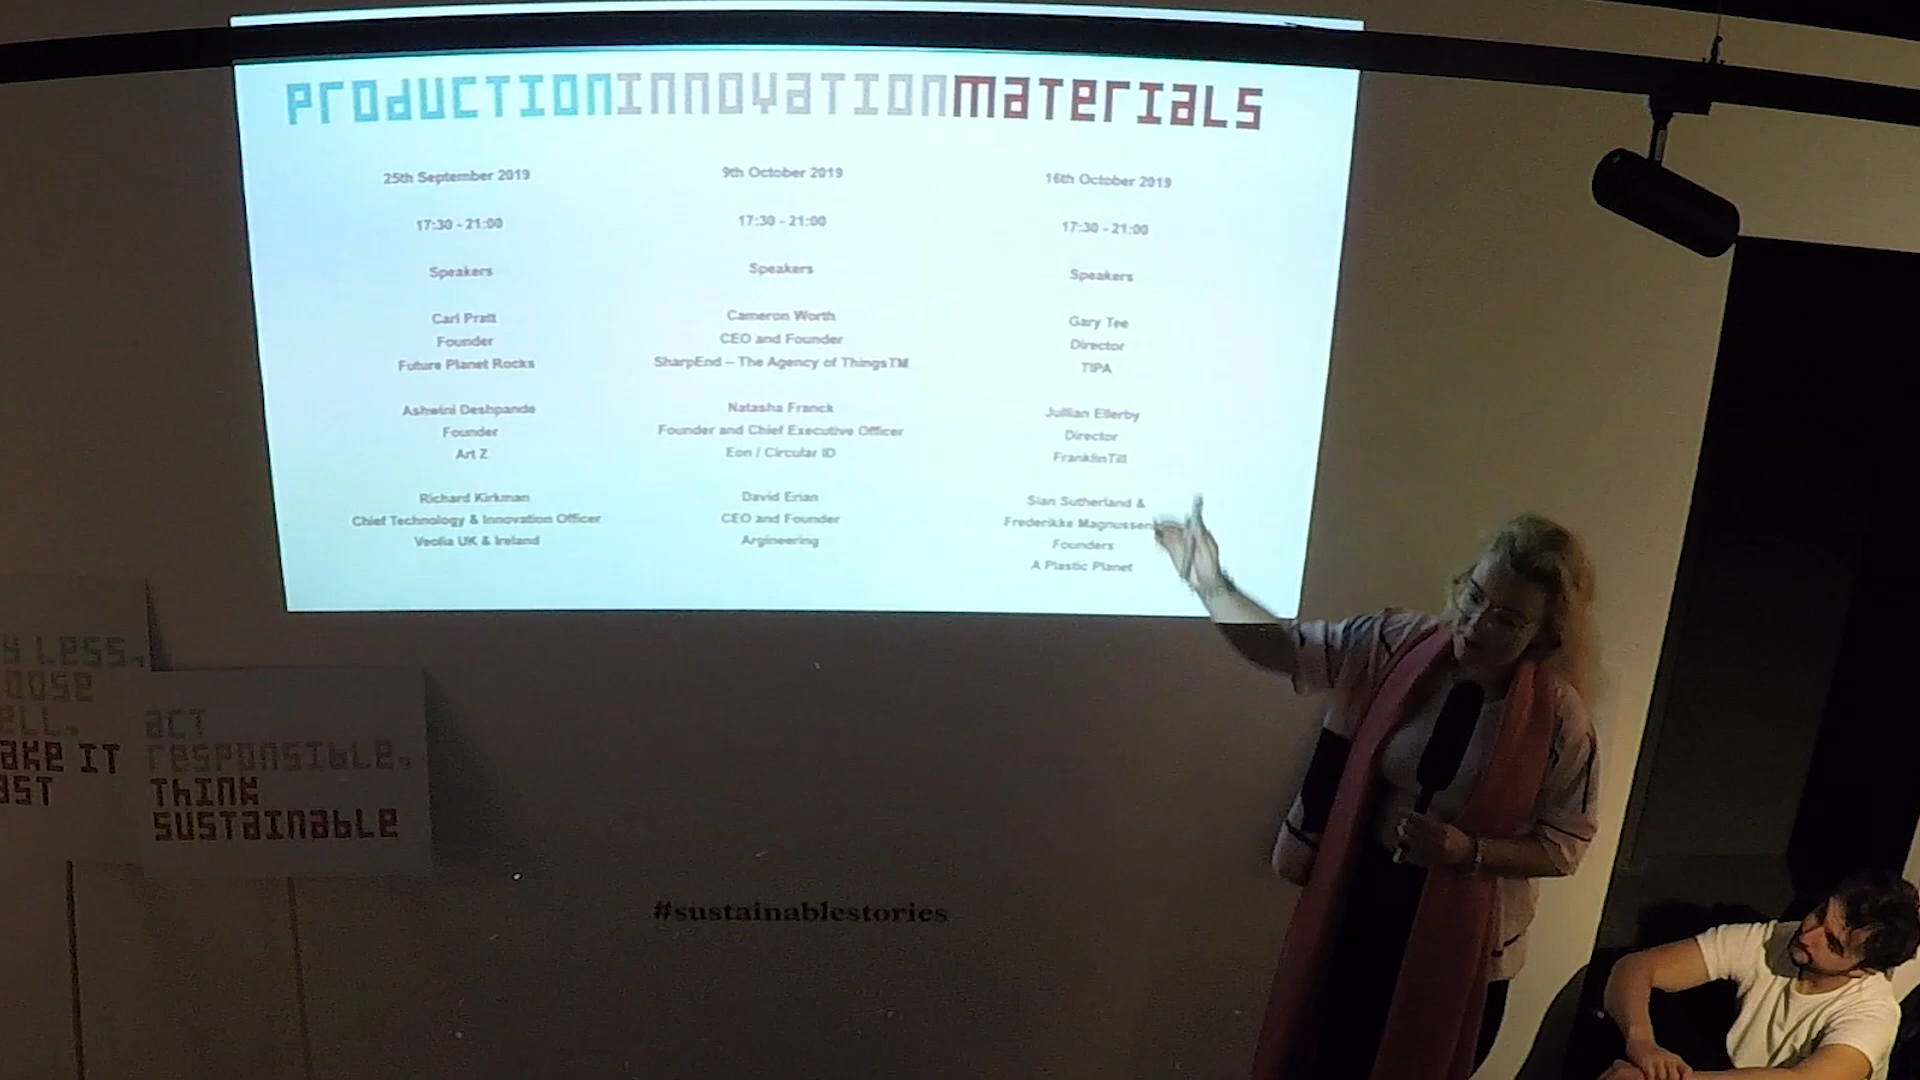 ProductionInnovationMaterials
25th September 2019
17:30 - 21:00
Speakers
Carl Pratt
Founder
Future Planet Rocks
Ashwini Deshpande
Founder
Art Z
Richard Kirkman
Chief Technology & Innovation Officer
Veolia UK & Ireland
9th October 2019
17:30 - 21:00
Speakers
Cameron Worth
CEO and Founder
SharpEnd – The Agency of ThingsTM
Natasha Franck
Founder and Chief Executive Officer
Eon / Circular ID
David Erian
CEO and Founder
Argineering
16th October 2019
17:30 - 21:00
Speakers
Gary Tee
Director
TIPA
Jullian Ellerby
Director
FranklinTill
Sian Sutherland &
Frederikke Magnussen
Founders
A Plastic Planet
y Less,
oose
ell,
ake IT
ast
act
responsible,
Think
sustainable
#sustainablestories